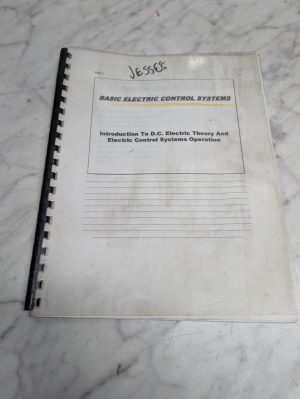 JESSE'S
BASIC ELECTRIC CONTROL SYSTEMS
Introduction To D.C. Electric Theory And
Electric Control Systems Operation